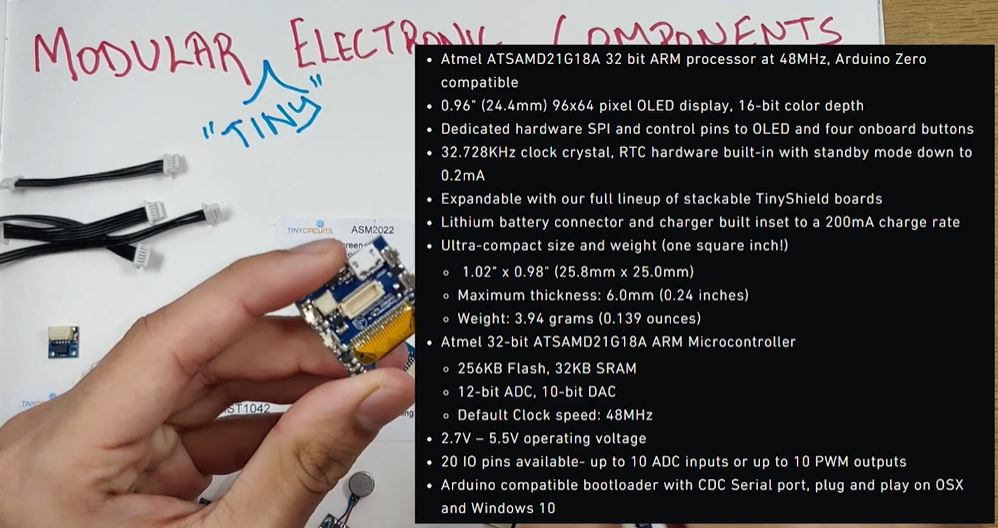 MODULAR ELECTRONIC COMPONENTS
"TINY"
• Atmel ATSAMD21G18A 32 bit ARM processor at 48MHz, Arduino Zero
compatible
• 0.96" (24.4mm) 96x64 pixel OLED display, 16-bit color depth
• Dedicated hardware SPI and control pins to OLED and four onboard buttons
• 32.728KHz clock crystal, RTC hardware built-in with standby mode down to
0.2mA
• Expandable with our full lineup of stackable TinyShield boards
• Lithium battery connector and charger built inset to a 200mA charge rate
• Ultra-compact size and weight (one square inch!)
◦ 1.02" x 0.98" (25.8mm x 25.0mm)
◦ Maximum thickness: 6.0mm (0.24 inches)
◦ Weight: 3.94 grams (0.139 ounces)
• Atmel 32-bit ATSAMD21G18A ARM Microcontroller
◦ 256KB Flash, 32KB SRAM
◦ 12-bit ADC, 10-bit DAC
◦ Default Clock speed: 48MHz
• 2.7V – 5.5V operating voltage
• 20 IO pins available- up to 10 ADC inputs or up to 10 PWM outputs
• Arduino compatible bootloader with CDC Serial port, plug and play on OSX
and Windows 10
TINYCIRCUITS ASM2022